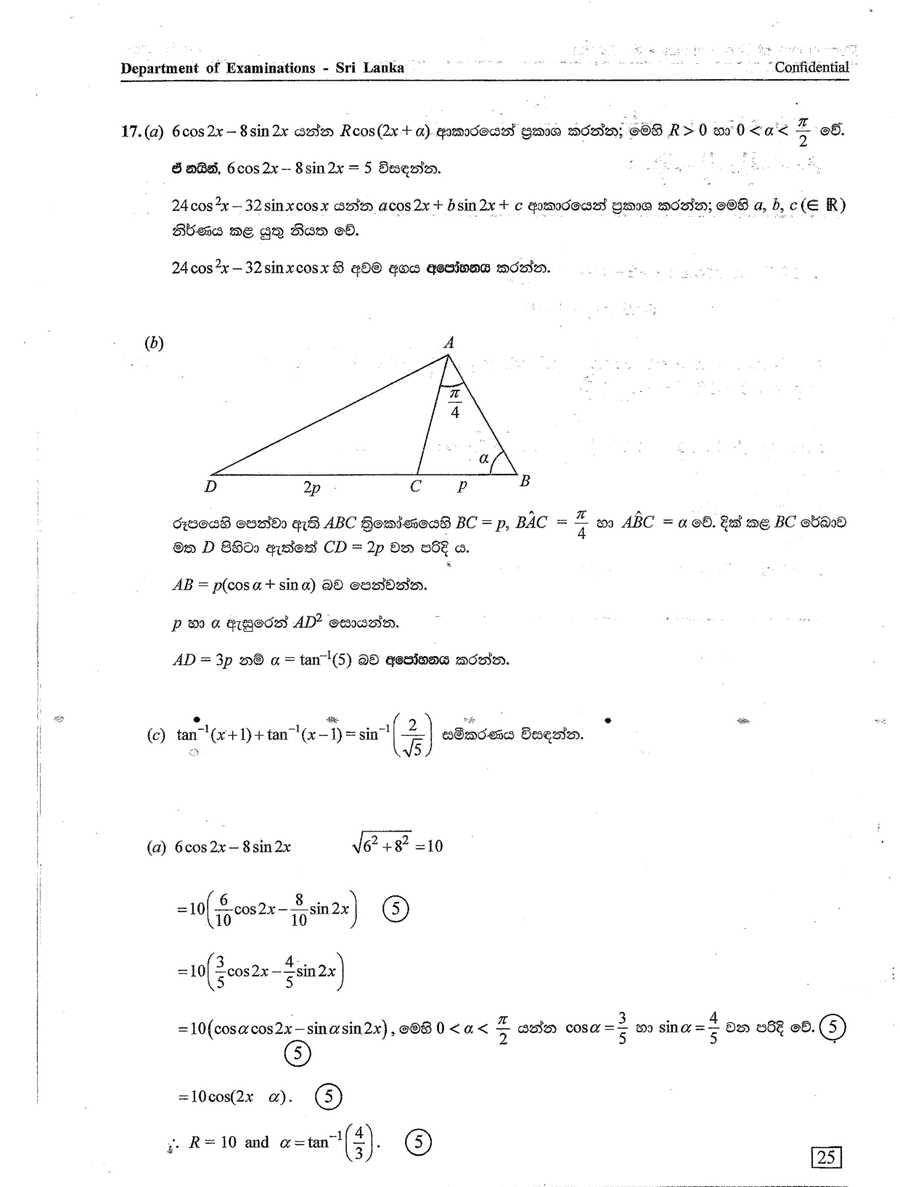 Department of Examinations - Sri Lanka Confidential
17. (a) 6 cos 2x – 8 sin 2x යන්න R cos (2x + α) ආකාරයෙන් ප්‍රකාශ කරන්න; මෙහි R > 0 හා 0 < α < π/2 වේ.
ඒ නයින්, 6 cos 2x – 8 sin 2x = 5 විසඳන්න.
24 cos²x – 32 sin x cos x යන්න a cos 2x + b sin 2x + c ආකාරයෙන් ප්‍රකාශ කරන්න; මෙහි a, b, c (∈ ℝ)
නිර්ණය කළ යුතු නියත වේ.
24 cos²x – 32 sin x cos x හි අවම අගය අපෝහනය කරන්න.
(b)
A
π/4
α
D 2p C p B
රූපයෙහි පෙන්වා ඇති ABC ත්‍රිකෝණයෙහි BC = p, BÂC = π/4 හා AB̂C = α වේ. දික් කළ BC රේඛාව
මත D පිහිටා ඇත්තේ CD = 2p වන පරිදි ය.
AB = p(cos α + sin α) බව පෙන්වන්න.
p හා α ඇසුරෙන් AD² සොයන්න.
AD = 3p නම් α = tan⁻¹(5) බව අපෝහනය කරන්න.
(c) tan⁻¹(x+1) + tan⁻¹(x–1) = sin⁻¹(2/√5) සමීකරණය විසඳන්න.
(a) 6 cos 2x – 8 sin 2x √(6² + 8²) = 10
= 10(6/10 cos 2x – 8/10 sin 2x) (5)
= 10(3/5 cos 2x – 4/5 sin 2x)
= 10(cos α cos 2x – sin α sin 2x), මෙහි 0 < α < π/2 යන්න cos α = 3/5 හා sin α = 4/5 වන පරිදි වේ. (5)
(5)
= 10 cos(2x α). (5)
∴ R = 10 and α = tan⁻¹(4/3). (5)
25